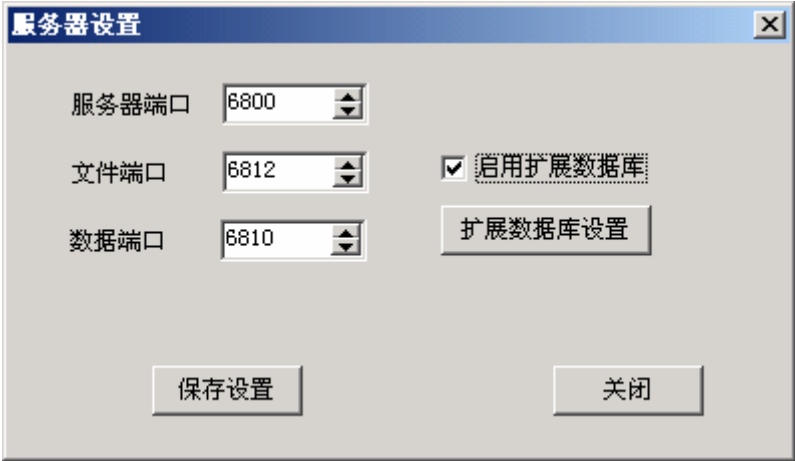 服务器设置
服务器端口 6800
文件端口 6812 启用扩展数据库
数据端口 6810 扩展数据库设置
保存设置 关闭